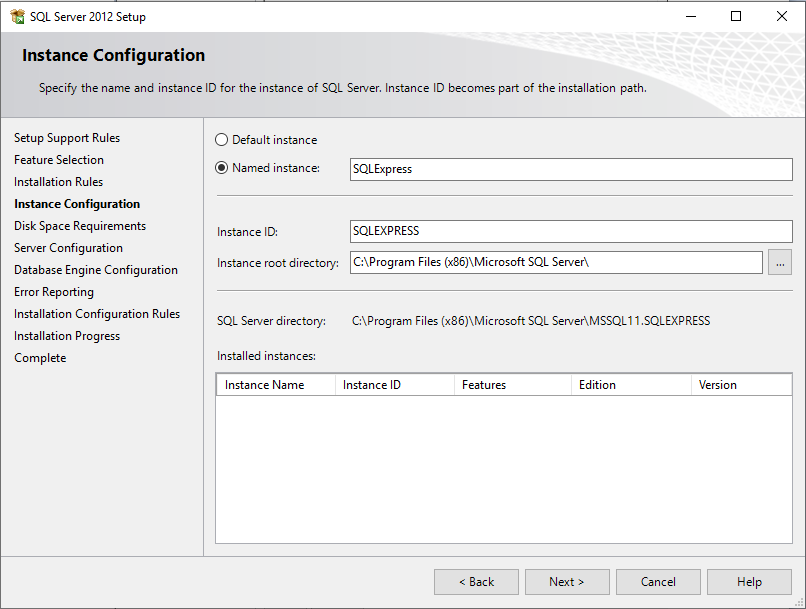 SQL Server 2012 Setup
Instance Configuration
Specify the name and instance ID for the instance of SQL Server. Instance ID becomes part of the installation path.
Setup Support Rules
Feature Selection
Installation Rules
Instance Configuration
Disk Space Requirements
Server Configuration
Database Engine Configuration
Error Reporting
Installation Configuration Rules
Installation Progress
Complete
Default instance
Named instance: SQLExpress
Instance ID: SQLEXPRESS
Instance root directory: C:\Program Files (x86)\Microsoft SQL Server\ ...
SQL Server directory: C:\Program Files (x86)\Microsoft SQL Server\MSSQL11.SQLEXPRESS
Installed instances:
Instance Name Instance ID Features Edition Version
< Back Next > Cancel Help